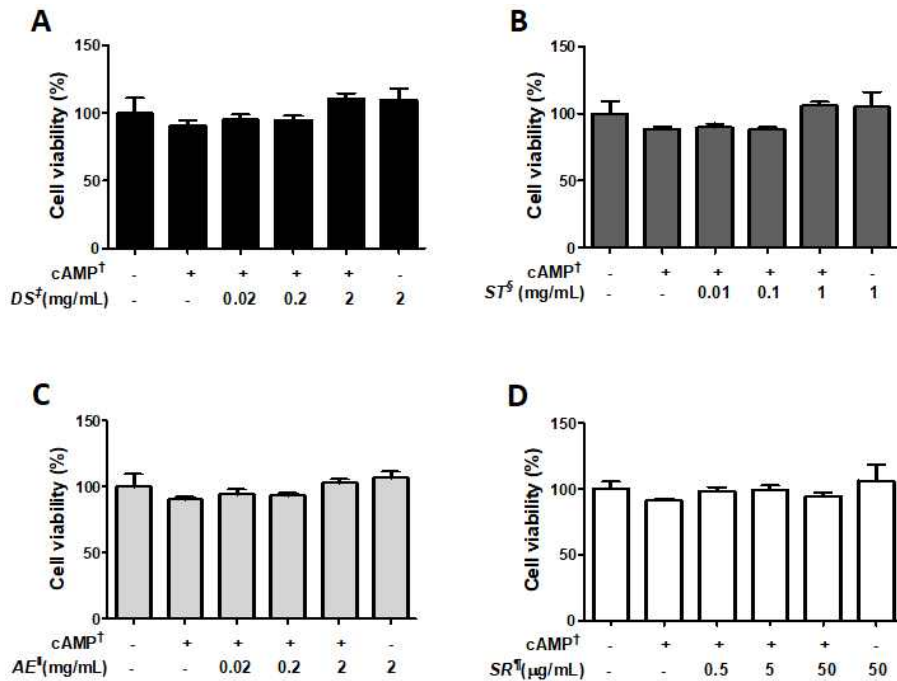 A
Cell viability (%)
150
100
50
0
cAMP† - + + + + -
DS‡(mg/mL) - - 0.02 0.2 2 2
B
Cell viability (%)
150
100
50
0
cAMP† - + + + + -
ST§ (mg/mL) - - 0.01 0.1 1 1
C
Cell viability (%)
150
100
50
0
cAMP† - + + + + -
AE‖(mg/mL) - - 0.02 0.2 2 2
D
Cell viability (%)
150
100
50
0
cAMP† - + + + + -
SR¶(μg/mL) - - 0.5 5 50 50